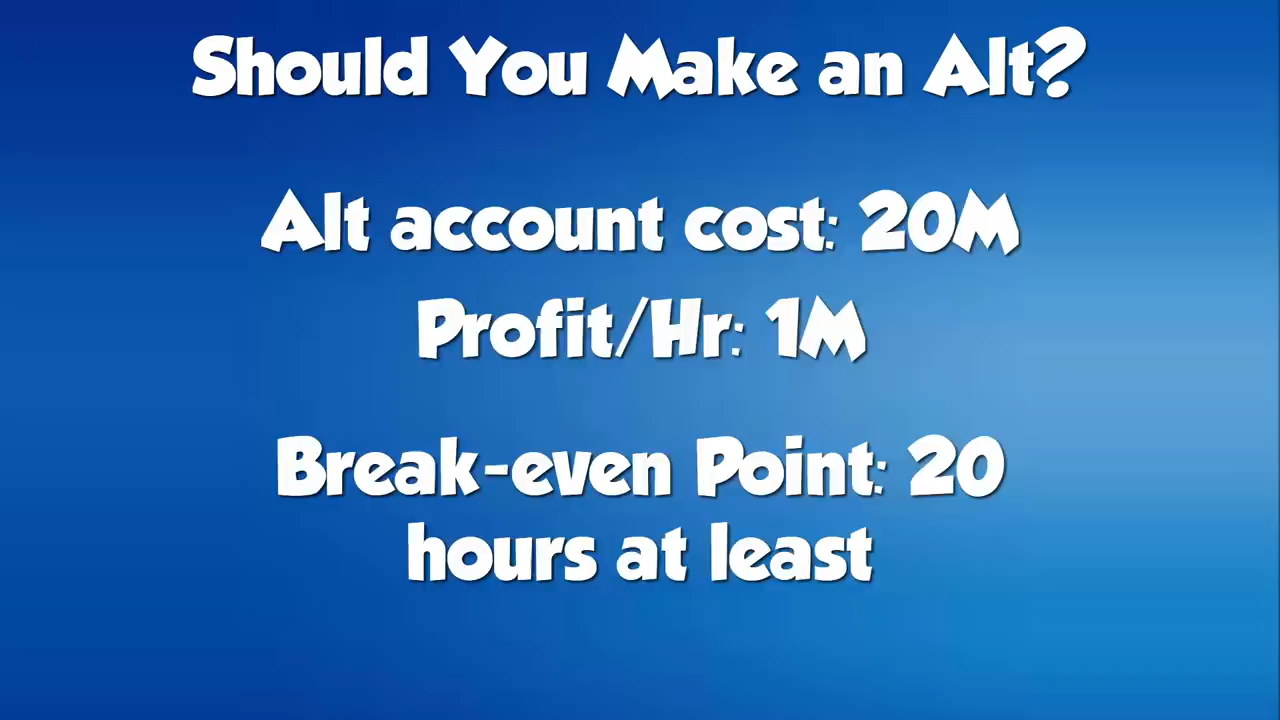 Should You Make an Alt?
Alt account cost: 20M
Profit/Hr: 1M
Break-even Point: 20
hours at least